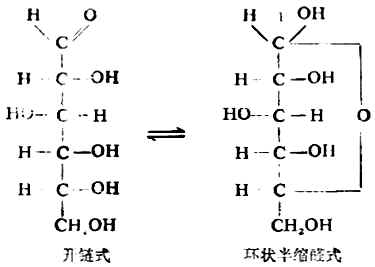 H O H OH
C C
H-C-OH H-C-OH
HO-C-H HO-C-H O
H-C-OH ⇌ H-C-OH
H-C-OH H-C
CH₂OH CH₂OH
开链式 环状半缩醛式